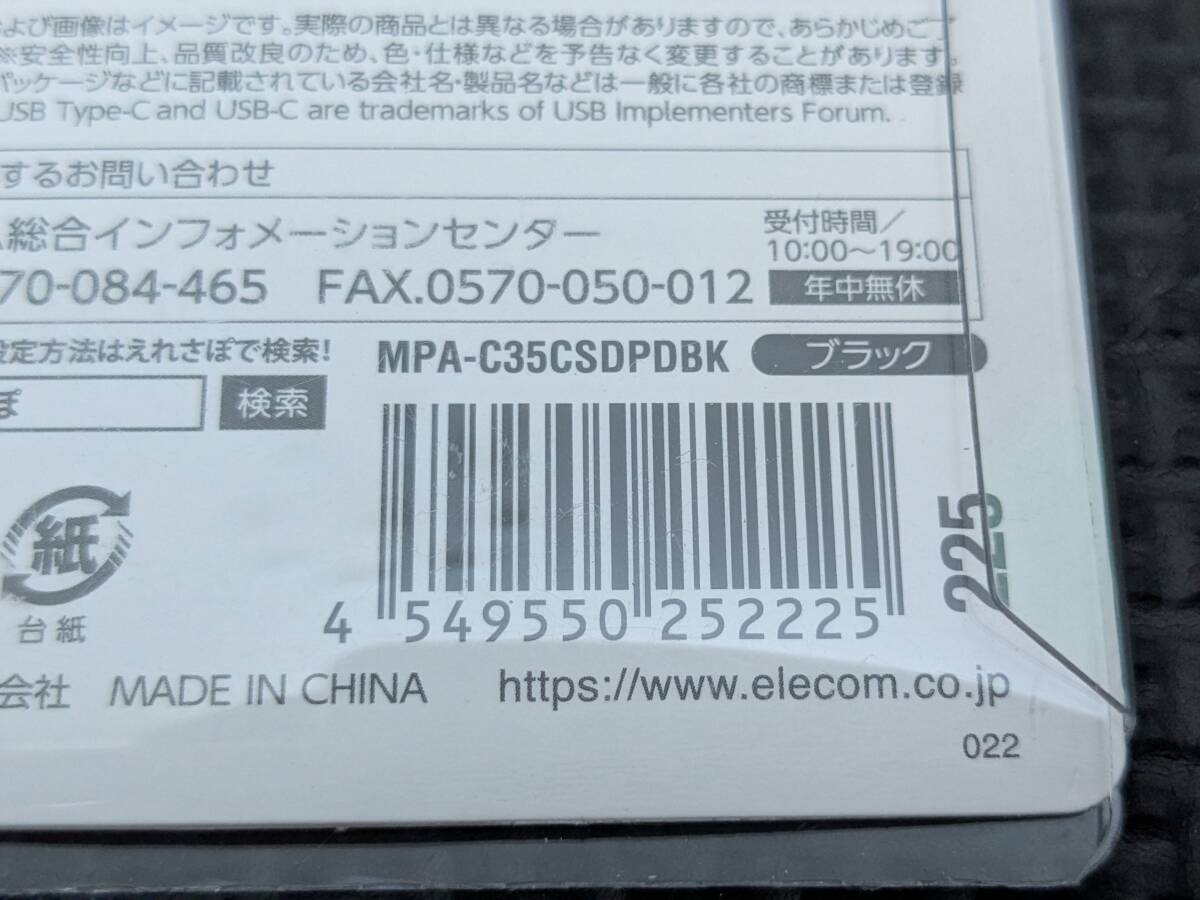 および画像はイメージです。実際の商品とは異なる場合がありますので、あらかじめご
※安全性向上、品質改良のため、色・仕様などを予告なく変更することがあります。
パッケージなどに記載されている会社名・製品名などは一般に各社の商標または登録
USB Type-C and USB-C are trademarks of USB Implementers Forum.
するお問い合わせ
総合インフォメーションセンター
受付時間／
10:00～19:00
70-084-465 FAX.0570-050-012
年中無休
設定方法はえれさぽで検索!
MPA-C35CSDPDBK ブラック
ぽ 検索
紙
台紙
4 549550 252225
225
会社 MADE IN CHINA https://www.elecom.co.jp
022